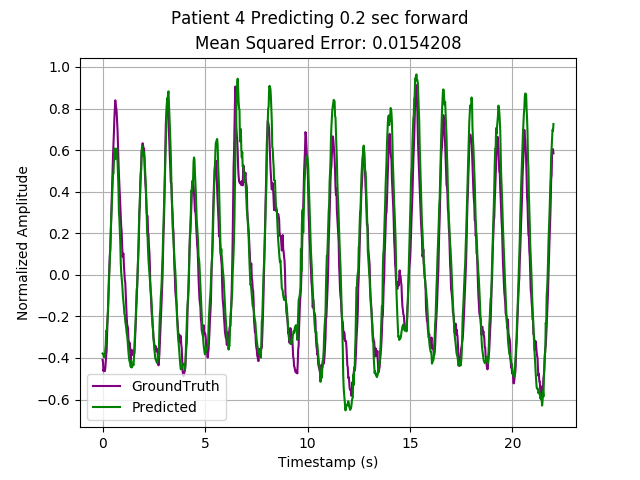 Patient 4 Predicting 0.2 sec forward
Mean Squared Error: 0.0154208
1.0
0.8
0.6
0.4
0.2
0.0
−0.2
−0.4
−0.6
Normalized Amplitude
GroundTruth
Predicted
0 5 10 15 20
Timestamp (s)